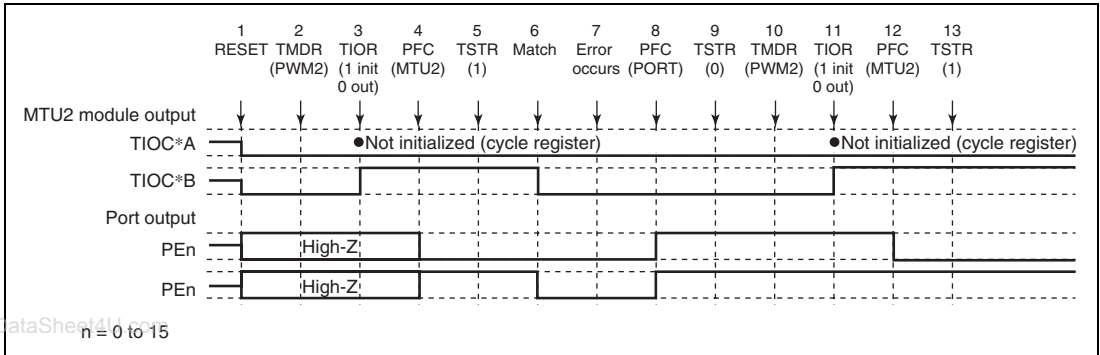 1 2 3 4 5 6 7 8 9 10 11 12 13
RESET TMDR TIOR PFC TSTR Match Error PFC TSTR TMDR TIOR PFC TSTR
(PWM2) (1 init (MTU2) (1) occurs (PORT) (0) (PWM2) (1 init (MTU2) (1)
0 out) 0 out)
MTU2 module output
TIOC*A ●Not initialized (cycle register) ●Not initialized (cycle register)
TIOC*B
Port output
PEn High-Z
PEn High-Z
DataSheet4U.com
n = 0 to 15